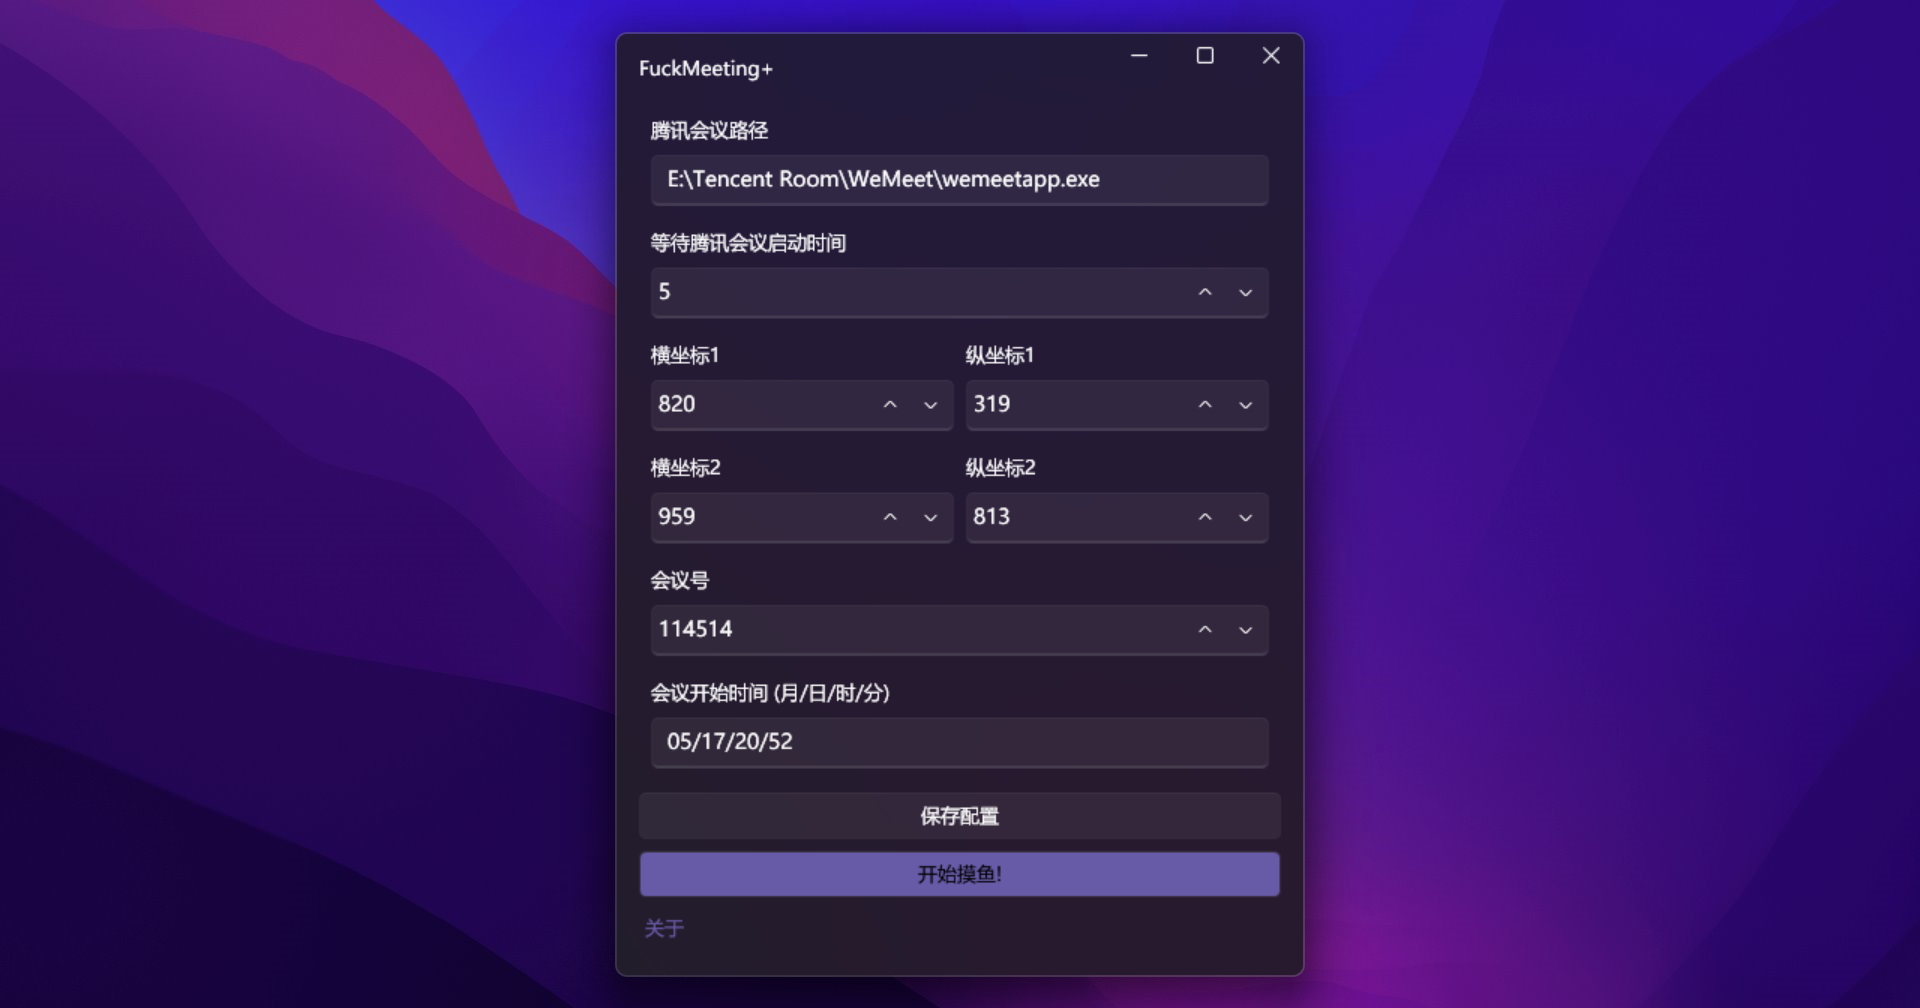 FuckMeeting+
腾讯会议路径
E:\Tencent Room\WeMeet\wemeetapp.exe
等待腾讯会议启动时间
5
横坐标1 纵坐标1
820 319
横坐标2 纵坐标2
959 813
会议号
114514
会议开始时间 (月/日/时/分)
05/17/20/52
保存配置
开始摸鱼!
关于